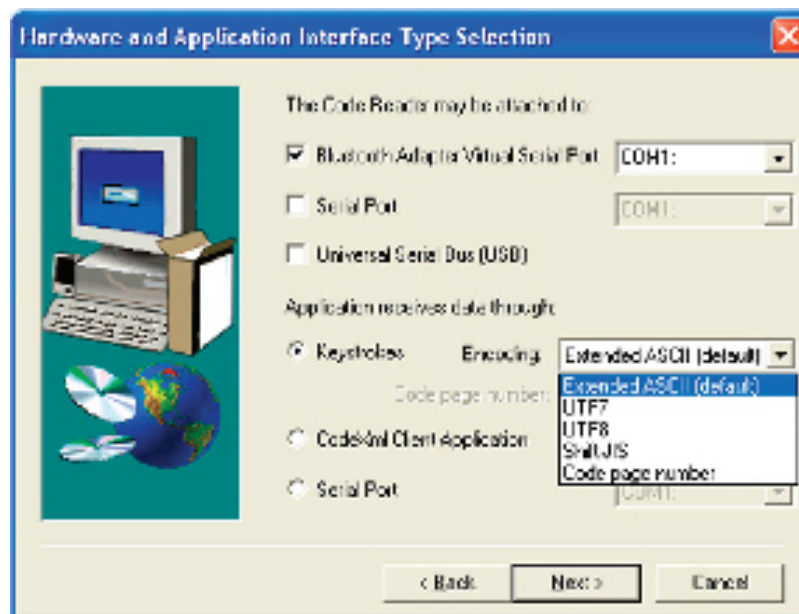 Hardware and Application Interface Type Selection
The Code Reader may be attached to:
Bluetooth Adapter Virtual Serial Port COM1:
Serial Port COM1:
Universal Serial Bus (USB)
Application receives data through:
Keystrokes Encoding: Extended ASCII (default)
Code page number: Extended ASCII (default)
UTF7
UTF8
CodeXml Client Application Shift JIS
Code page number
Serial Port COM1:
< Back Next > Cancel